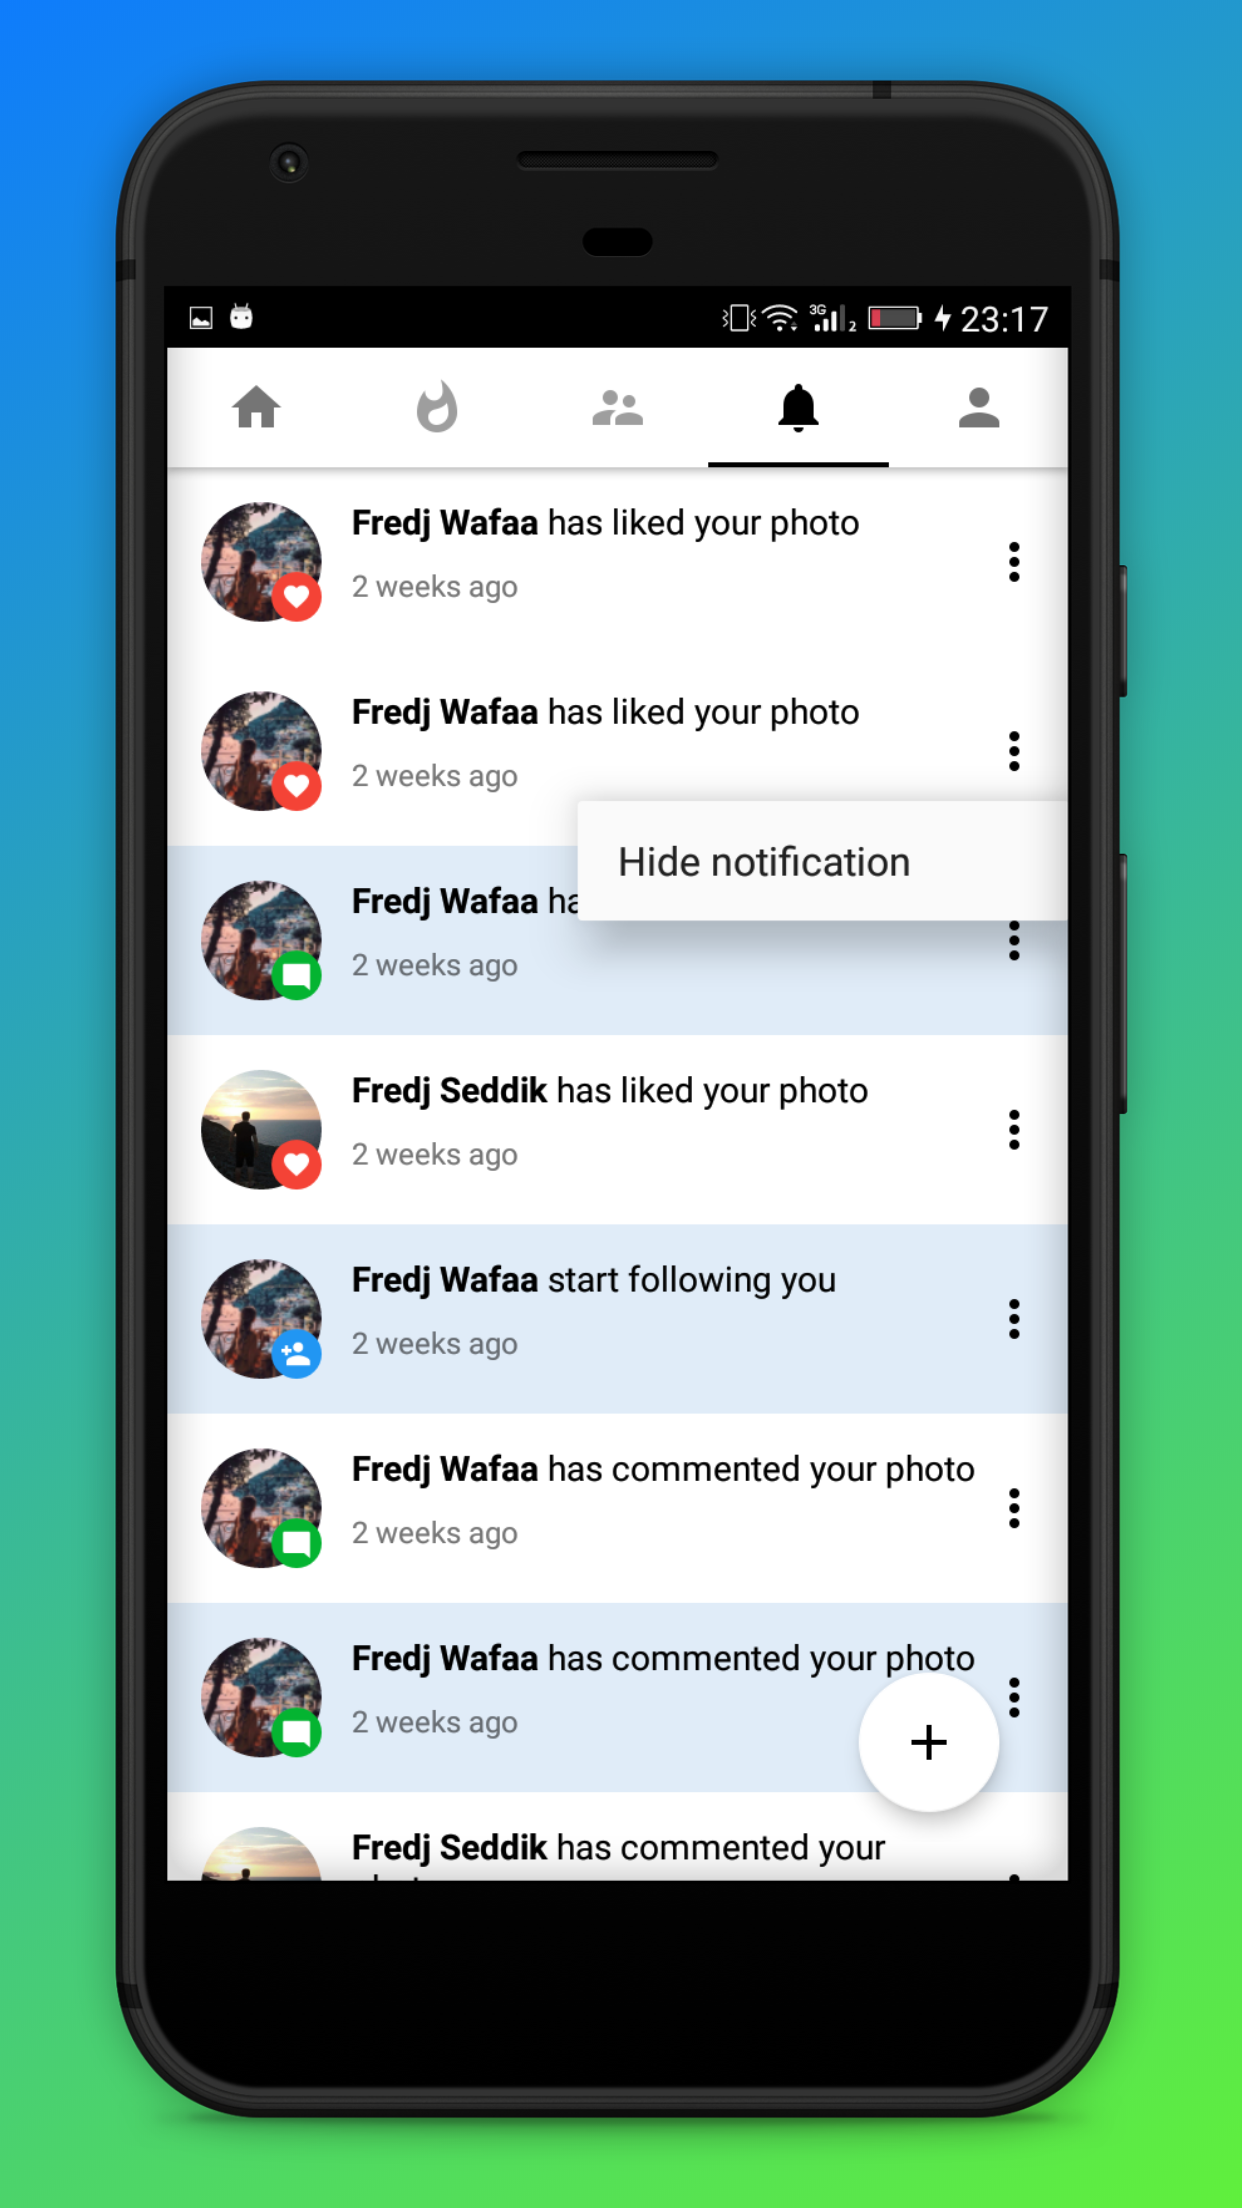 3G
2
23:17
Fredj Wafaa has liked your photo
2 weeks ago
Fredj Wafaa has liked your photo
2 weeks ago
Hide notification
Fredj Wafaa
2 weeks ago
Fredj Seddik has liked your photo
2 weeks ago
Fredj Wafaa start following you
2 weeks ago
Fredj Wafaa has commented your photo
2 weeks ago
Fredj Wafaa has commented your photo
2 weeks ago
Fredj Seddik has commented your